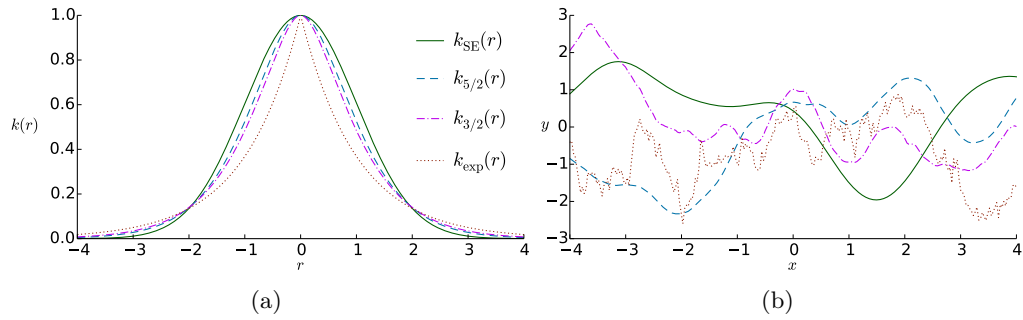 1.0
0.8
0.6
k(r)
0.4
0.2
0.0
−4 −3 −2 −1 0 1 2 3 4
r
k_SE(r)
k_5/2(r)
k_3/2(r)
k_exp(r)
(a)
3
2
1
y 0
−1
−2
−3
−4 −3 −2 −1 0 1 2 3 4
x
(b)